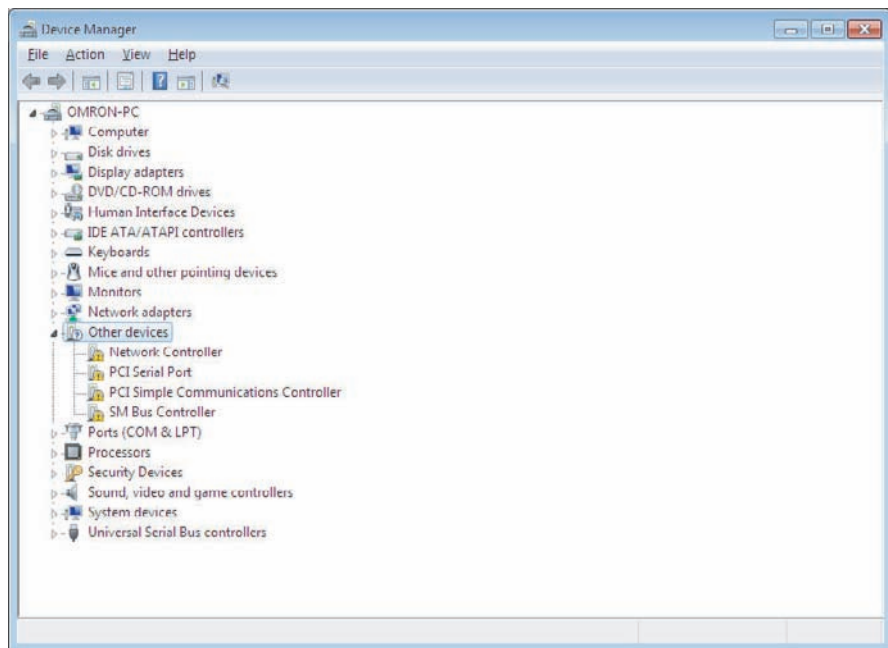 Device Manager
File Action View Help
OMRON-PC
Computer
Disk drives
Display adapters
DVD/CD-ROM drives
Human Interface Devices
IDE ATA/ATAPI controllers
Keyboards
Mice and other pointing devices
Monitors
Network adapters
Other devices
Network Controller
PCI Serial Port
PCI Simple Communications Controller
SM Bus Controller
Ports (COM & LPT)
Processors
Security Devices
Sound, video and game controllers
System devices
Universal Serial Bus controllers